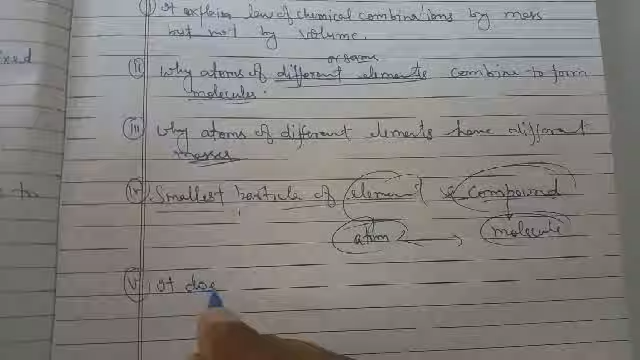 It explain law of chemical combinations by mass
but not by volume.
or same
(ii) Why atoms of different elements combine to form
molecules.
(iii) Why atoms of different elements have different
masses
(iv) Smallest particle of element & compound
atom molecule
(v) It doe